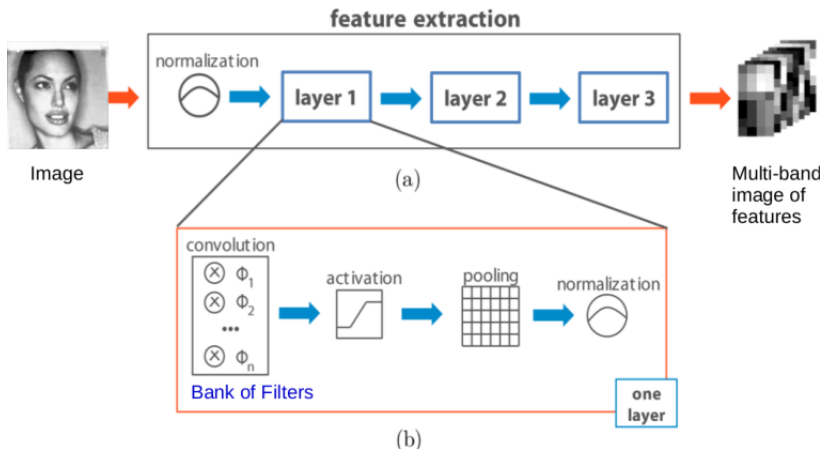 feature extraction
normalization
layer 1
layer 2
layer 3
Image
(a)
Multi-band
image of
features
convolution
Φ1
Φ2
...
Φn
activation
pooling
normalization
Bank of Filters
one
layer
(b)